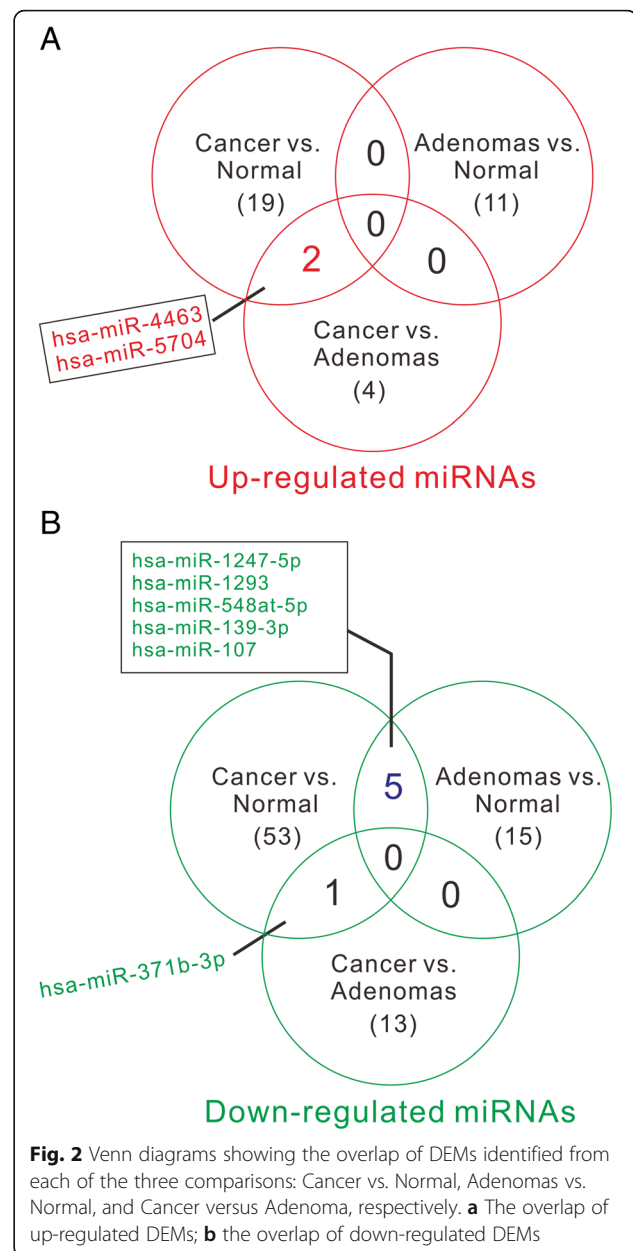 A
Cancer vs.
Normal
(19)
0
Adenomas vs.
Normal
(11)
0
2
0
hsa-miR-4463
hsa-miR-5704
Cancer vs.
Adenomas
(4)
Up-regulated miRNAs
B
hsa-miR-1247-5p
hsa-miR-1293
hsa-miR-548at-5p
hsa-miR-139-3p
hsa-miR-107
Cancer vs.
Normal
(53)
5
Adenomas vs.
Normal
(15)
0
1
0
hsa-miR-371b-3p
Cancer vs.
Adenomas
(13)
Down-regulated miRNAs
Fig. 2 Venn diagrams showing the overlap of DEMs identified from
each of the three comparisons: Cancer vs. Normal, Adenomas vs.
Normal, and Cancer versus Adenoma, respectively. a The overlap of
up-regulated DEMs; b the overlap of down-regulated DEMs